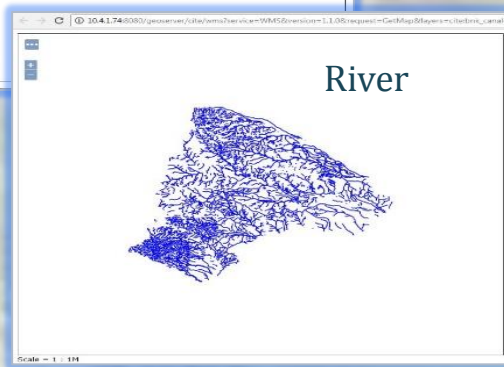 10.4.1.74:8080/geoserver/cite/wms?service=WMS&version=1.1.0&request=GetMap&layers=cite:bnk_canal
River
Scale = 1 : 1M